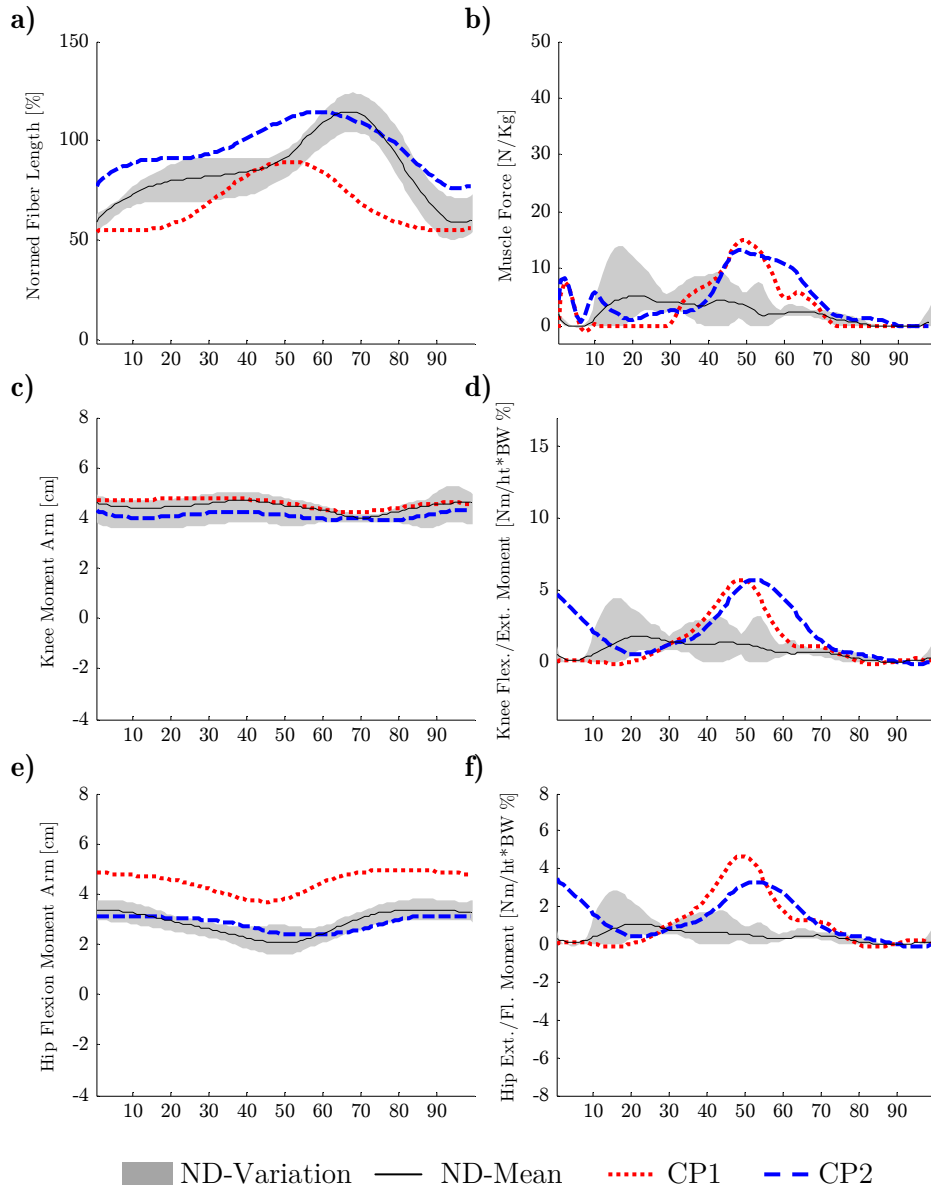 a)
150
100
50
0
Normed Fiber Length [%]
10 20 30 40 50 60 70 80 90
b)
50
40
30
20
10
0
Muscle Force [N/Kg]
10 20 30 40 50 60 70 80 90
c)
8
6
4
2
0
-2
-4
Knee Moment Arm [cm]
10 20 30 40 50 60 70 80 90
d)
15
10
5
0
Knee Flex./Ext. Moment [Nm/ht*BW %]
10 20 30 40 50 60 70 80 90
e)
8
6
4
2
0
-2
-4
Hip Flexion Moment Arm [cm]
10 20 30 40 50 60 70 80 90
f)
8
6
4
2
0
-2
-4
-6
-8
Hip Ext./Fl. Moment [Nm/ht*BW %]
10 20 30 40 50 60 70 80 90
ND-Variation ND-Mean CP1 CP2